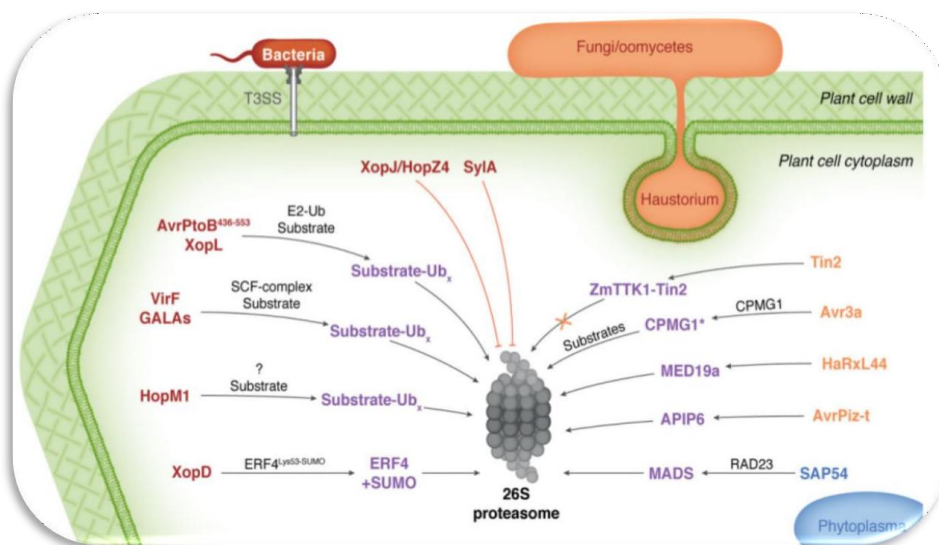 Bacteria
Fungi/oomycetes
T3SS
Plant cell wall
Plant cell cytoplasm
XopJ/HopZ4 SylA
Haustorium
AvrPtoB436-553
XopL
E2-Ub
Substrate
Substrate-Ubx
VirF
GALAs
SCF-complex
Substrate
Substrate-Ubx
HopM1
?
Substrate
Substrate-Ubx
XopD
ERF4Lys53-SUMO
ERF4
+SUMO
26S
proteasome
Tin2
ZmTTK1-Tin2
Avr3a
CPMG1
CPMG1*
Substrates
HaRxL44
MED19a
AvrPiz-t
APIP6
SAP54
RAD23
MADS
Phytoplasma